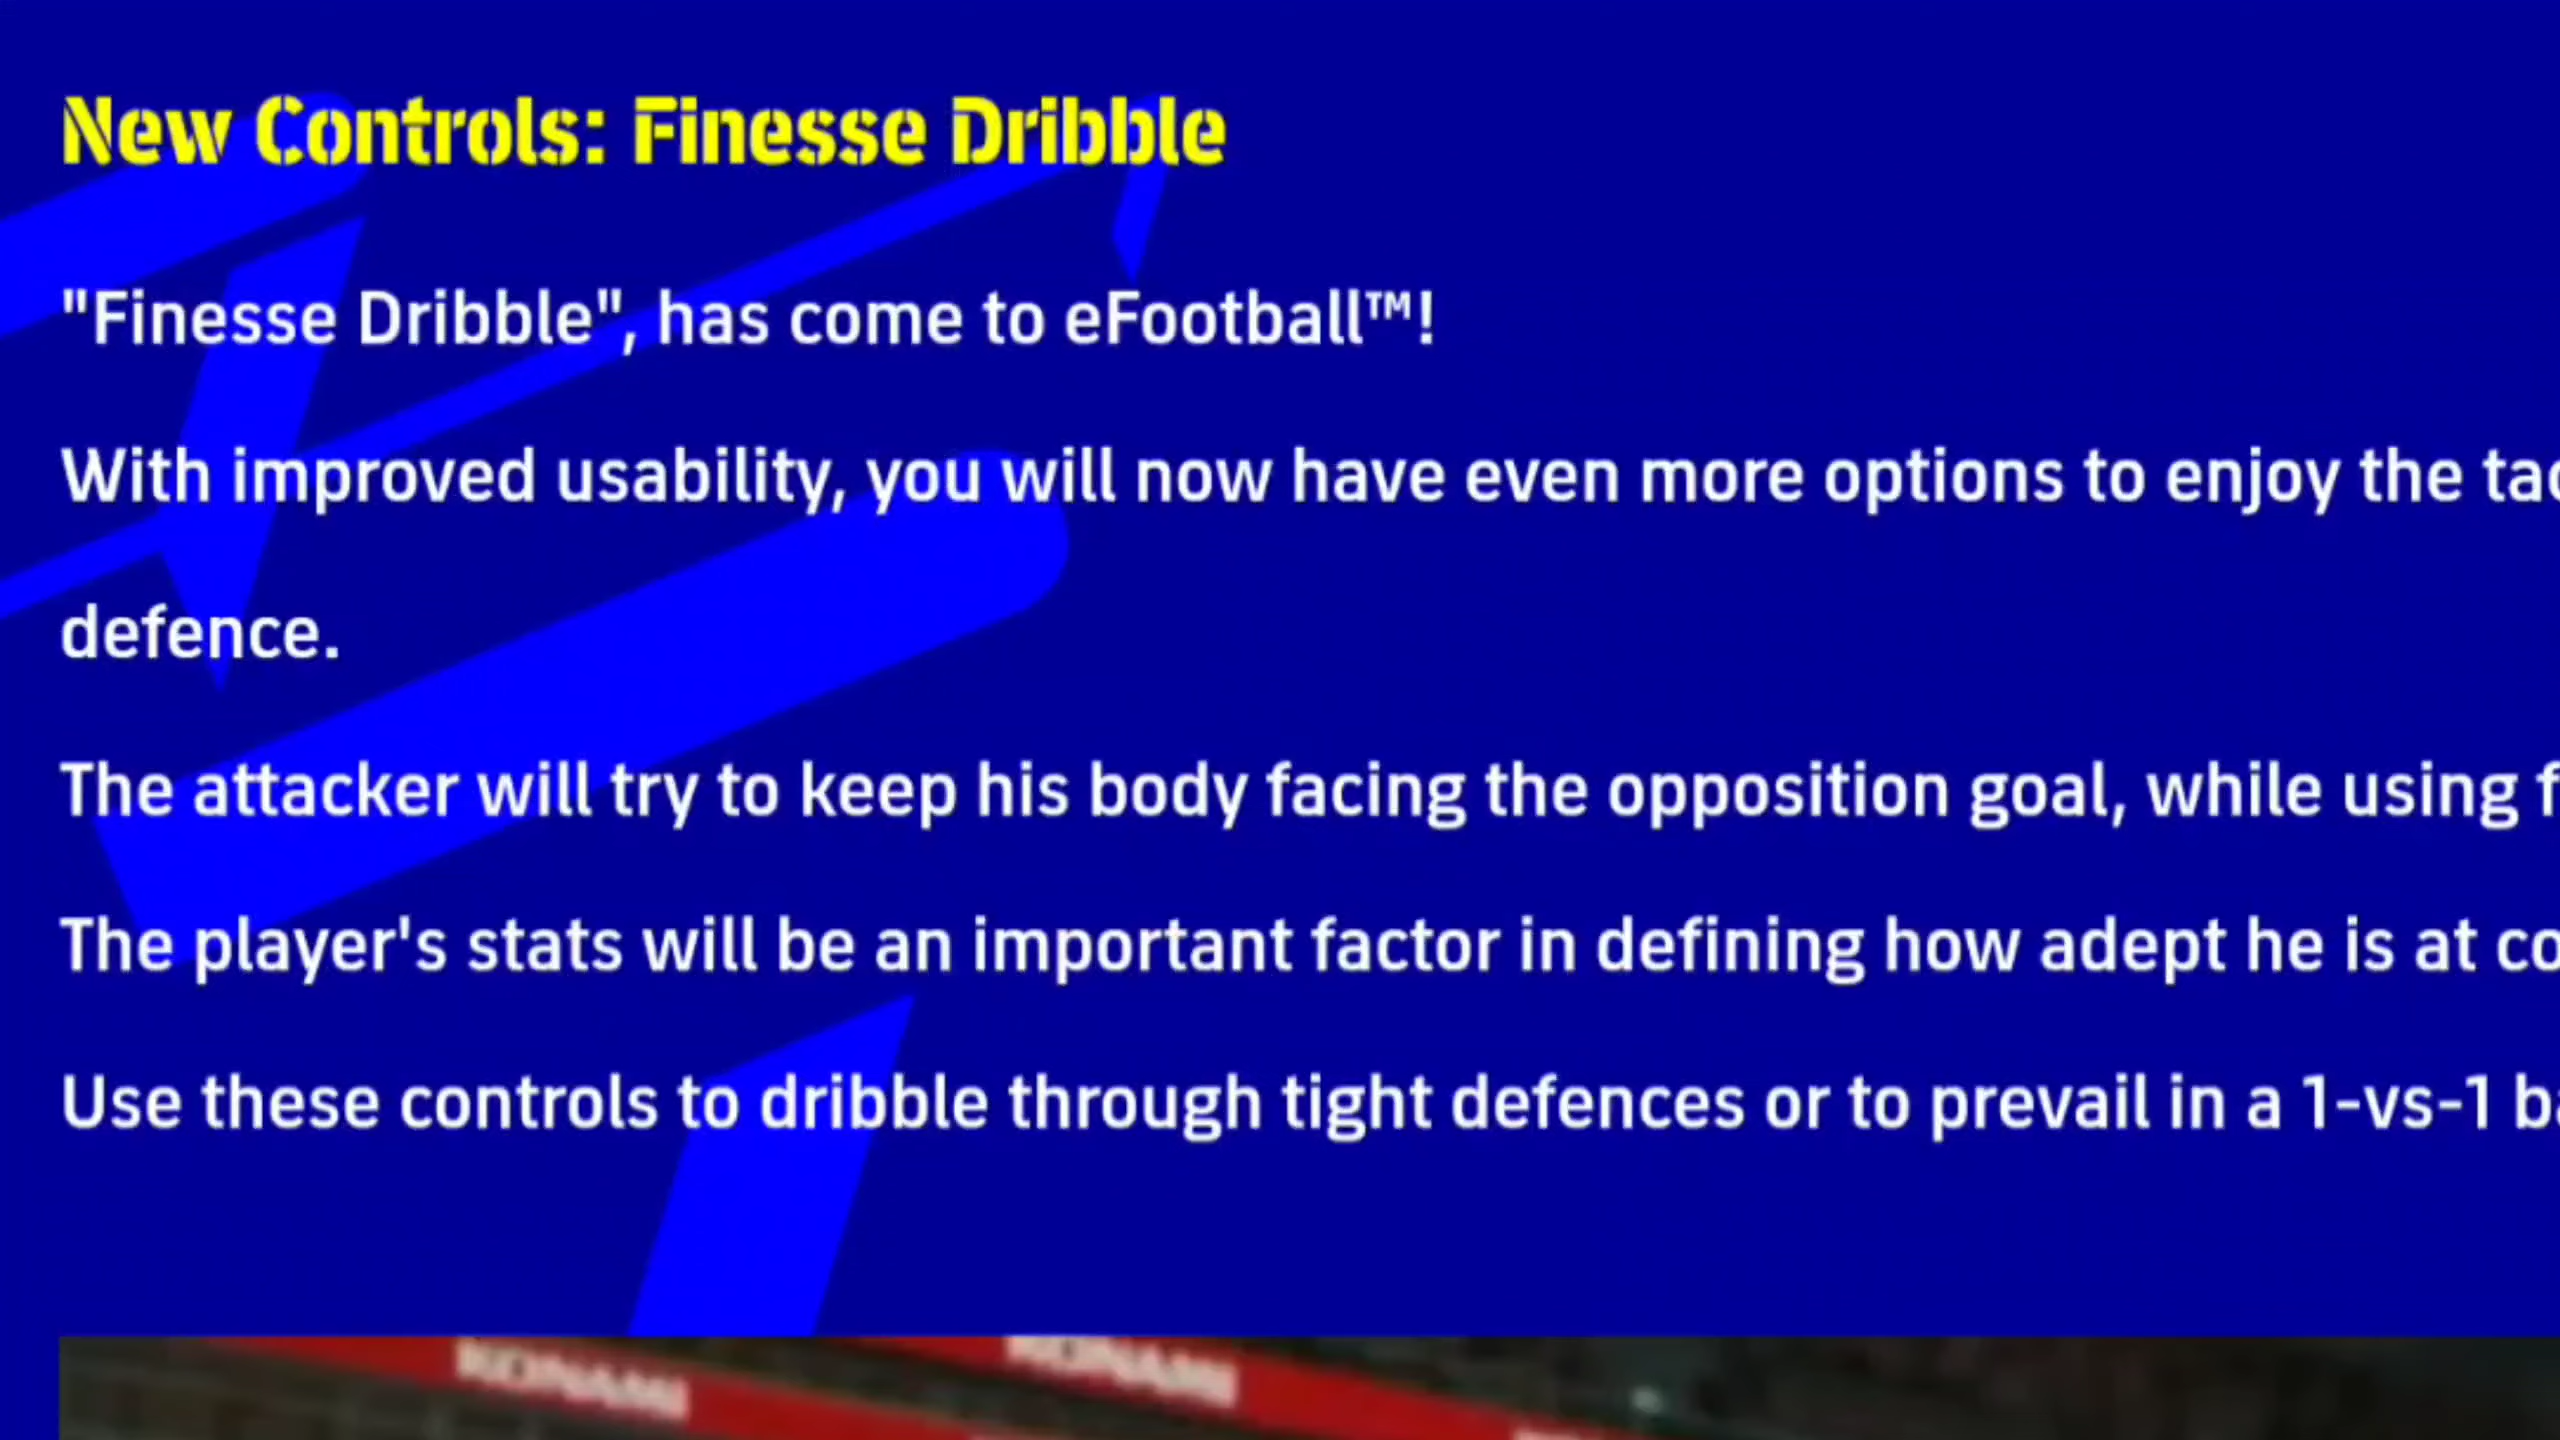 New Controls: Finesse Dribble
"Finesse Dribble", has come to eFootball™!
With improved usability, you will now have even more options to enjoy the
defence.
The attacker will try to keep his body facing the opposition goal, while using
The player's stats will be an important factor in defining how adept he is at
Use these controls to dribble through tight defences or to prevail in a 1-vs-1
KONAMI KONAMI